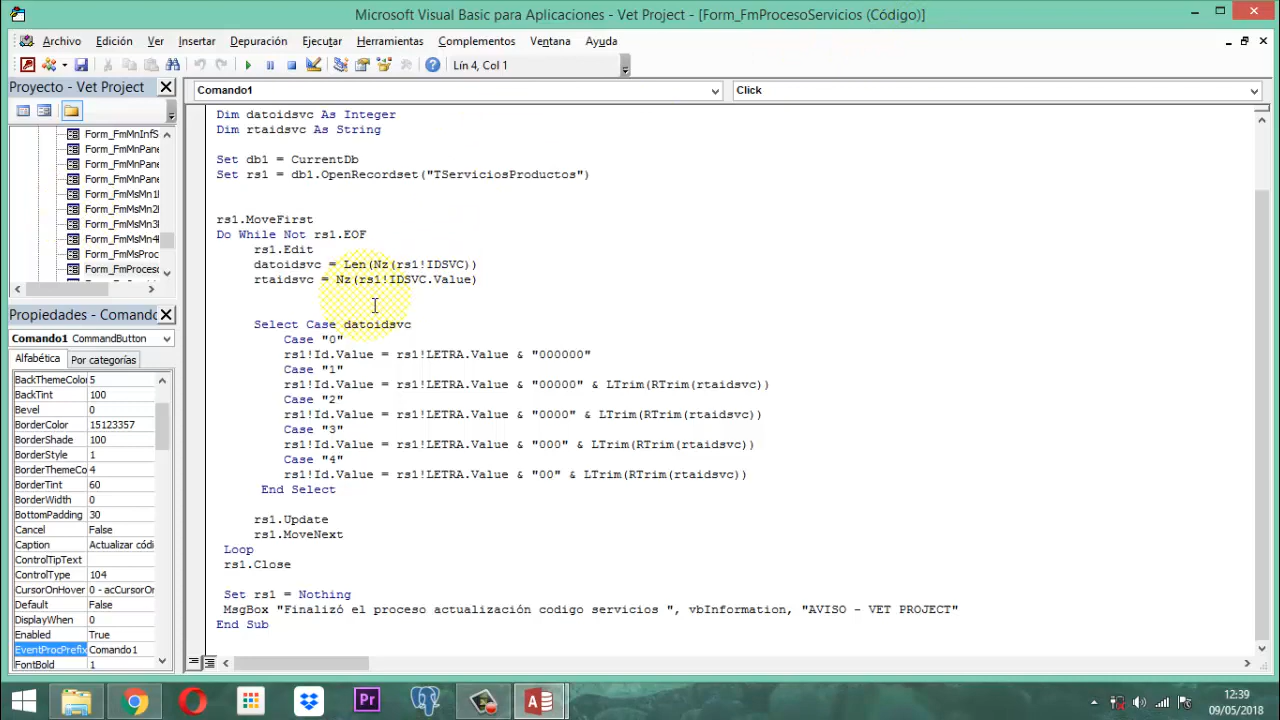 Microsoft Visual Basic para Aplicaciones - Vet Project - [Form_FmProcesoServicios (Código)]
Archivo Edición Ver Insertar Depuración Ejecutar Herramientas Complementos Ventana Ayuda
Lín 4, Col 1
Proyecto - Vet Project
Comando1
Click
Form_FmMnInfS
Form_FmMnPane
Form_FmMnPane
Form_FmMnPane
Form_FmMsMn1
Form_FmMsMn2
Form_FmMsMn3
Form_FmMsMn4
Form_FmMsProc
Form_FmProceso
Propiedades - Comando
Comando1 CommandButton
Alfabética Por categorías
BackThemeColo 5
BackTint 100
Bevel 0
BorderColor 15123357
BorderShade 100
BorderStyle 1
BorderThemeCo 4
BorderTint 60
BorderWidth 0
BottomPadding 30
Cancel False
Caption Actualizar códi
ControlTipText
ControlType 104
CursorOnHover 0 - acCursorOn
Default False
DisplayWhen 0
Enabled True
EventProcPrefix Comando1
FontBold 1
Dim datoidsvc As Integer
Dim rtaidsvc As String
Set db1 = CurrentDb
Set rs1 = db1.OpenRecordset("TServiciosProductos")
rs1.MoveFirst
Do While Not rs1.EOF
rs1.Edit
datoidsvc = Len(Nz(rs1!IDSVC))
rtaidsvc = Nz(rs1!IDSVC.Value)
Select Case datoidsvc
Case "0"
rs1!Id.Value = rs1!LETRA.Value & "000000"
Case "1"
rs1!Id.Value = rs1!LETRA.Value & "00000" & LTrim(RTrim(rtaidsvc))
Case "2"
rs1!Id.Value = rs1!LETRA.Value & "0000" & LTrim(RTrim(rtaidsvc))
Case "3"
rs1!Id.Value = rs1!LETRA.Value & "000" & LTrim(RTrim(rtaidsvc))
Case "4"
rs1!Id.Value = rs1!LETRA.Value & "00" & LTrim(RTrim(rtaidsvc))
End Select
rs1.Update
rs1.MoveNext
Loop
rs1.Close
Set rs1 = Nothing
MsgBox "Finalizó el proceso actualización codigo servicios ", vbInformation, "AVISO - VET PROJECT"
End Sub
Pr
12:39
09/05/2018